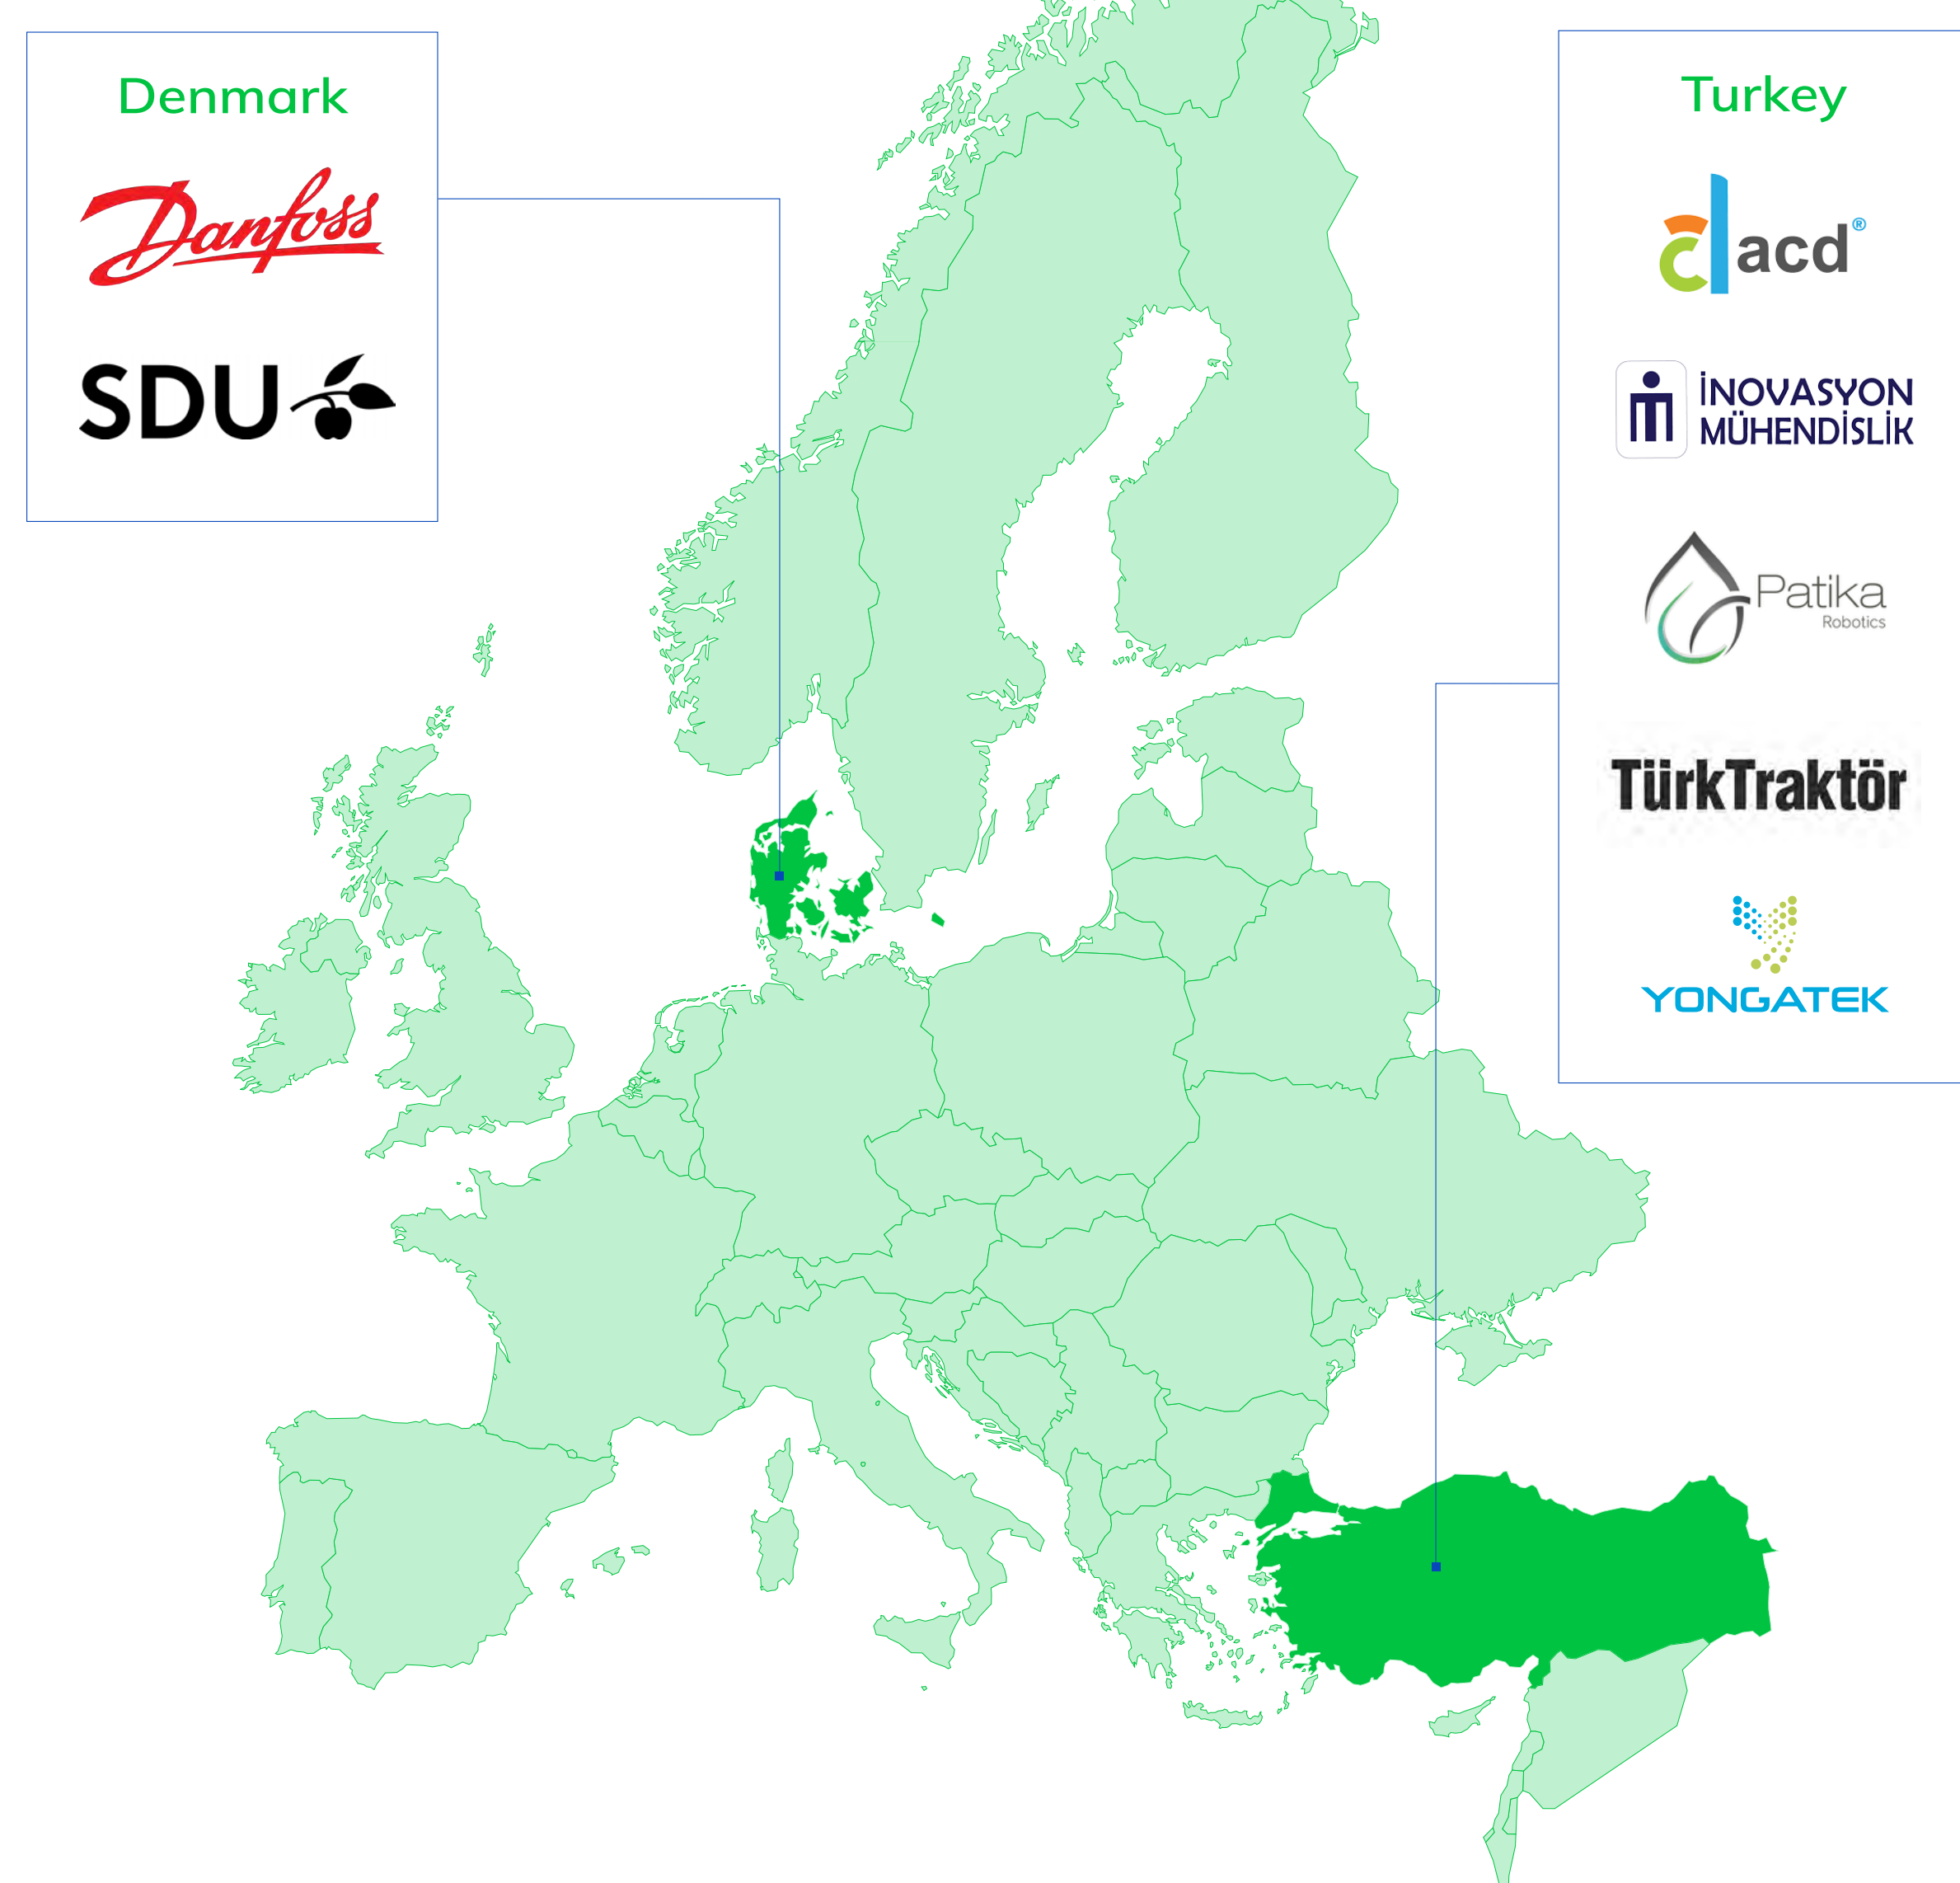 Denmark
Danfoss
SDU
Turkey
acd®
İNOVASYON
MÜHENDİSLİK
Patika
Robotics
TürkTraktör
YONGATEK